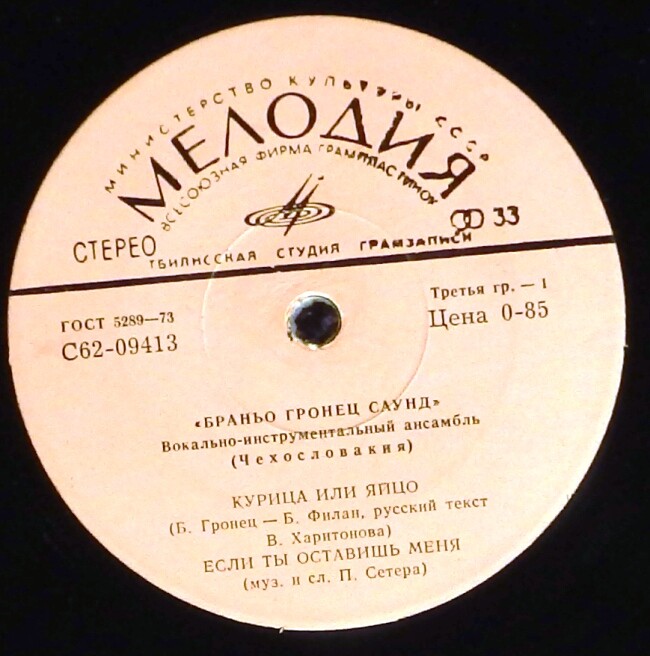 МИНИСТЕРСТВО КУЛЬТУРЫ СССР
МЕЛОДИЯ
ВСЕСОЮЗНАЯ ФИРМА ГРАМПЛАСТИНОК
СТЕРЕО
33
ТБИЛИССКАЯ СТУДИЯ ГРАМЗАПИСИ
ГОСТ 5289—73
Третья гр. — 1
С62-09413
Цена 0-85
«БРАНЬО ГРОНЕЦ САУНД»
Вокально-инструментальный ансамбль
(Чехословакия)
КУРИЦА ИЛИ ЯЙЦО
(Б. Гронец — Б. Филан, русский текст
В. Харитонова)
ЕСЛИ ТЫ ОСТАВИШЬ МЕНЯ
(муз. и сл. П. Сетера)